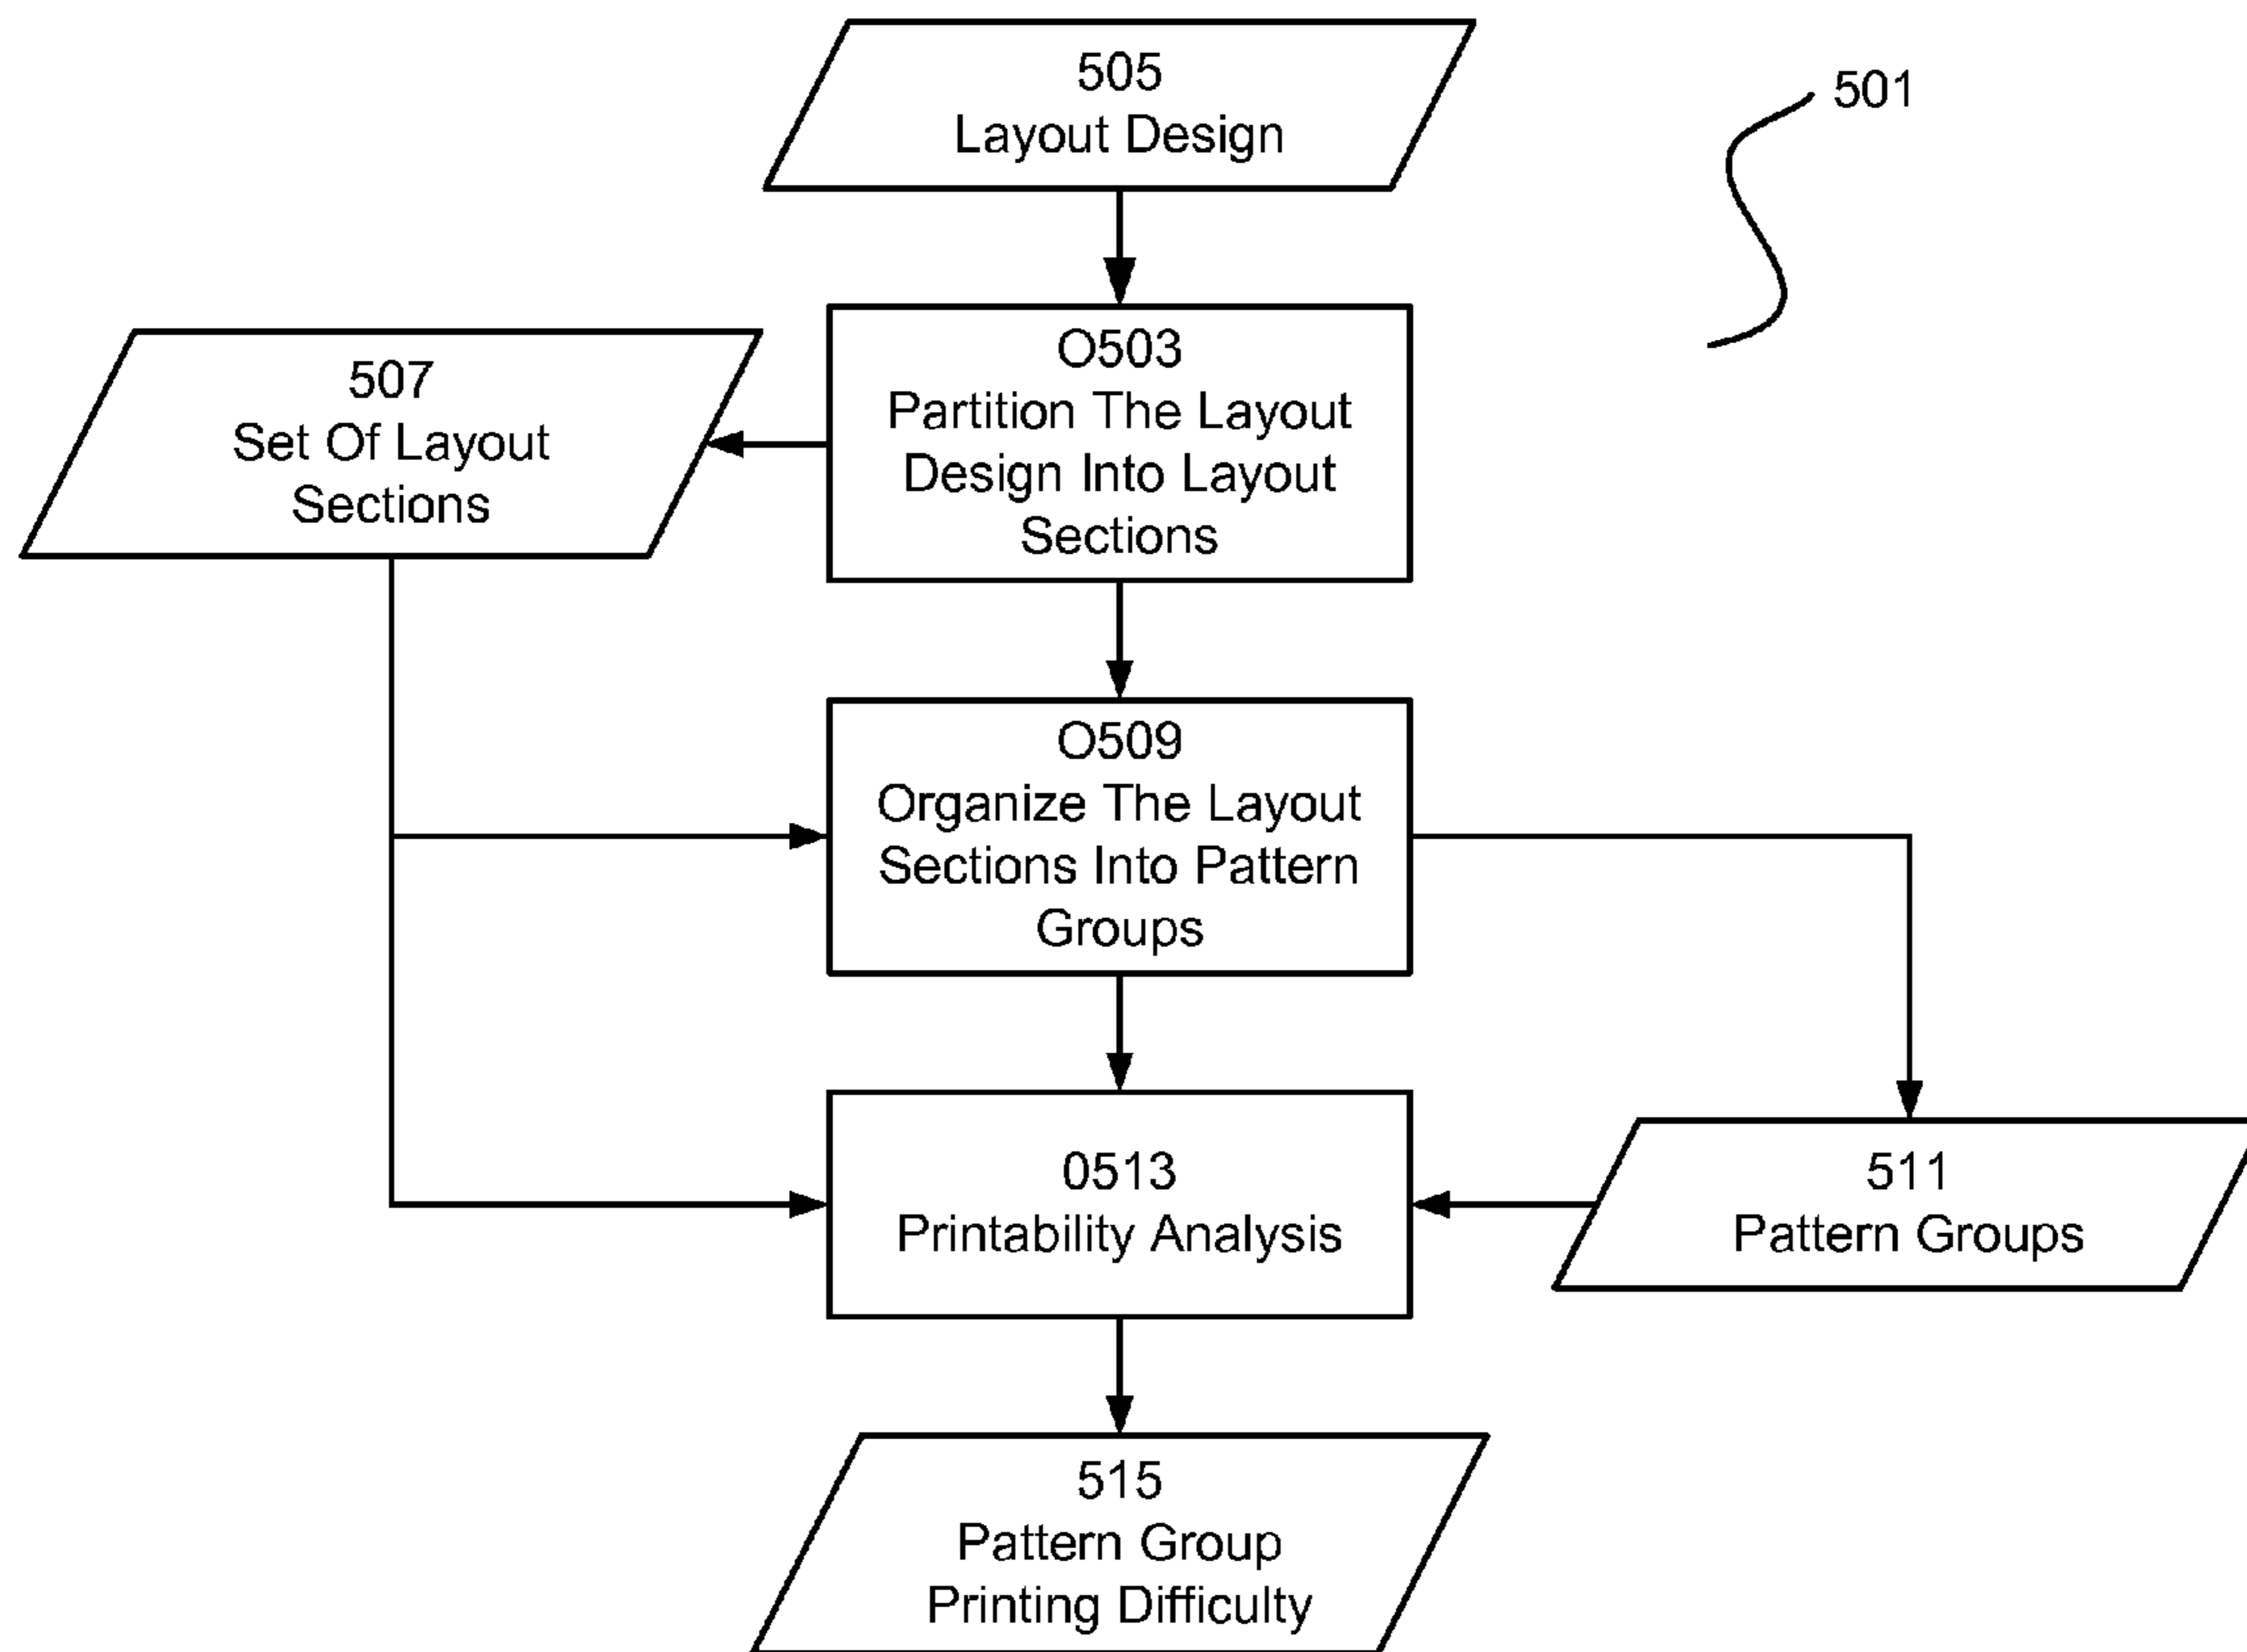 505
Layout Design
501
O503
Partition The Layout
Design Into Layout
Sections
507
Set Of Layout
Sections
O509
Organize The Layout
Sections Into Pattern
Groups
0513
Printability Analysis
511
Pattern Groups
515
Pattern Group
Printing Difficulty